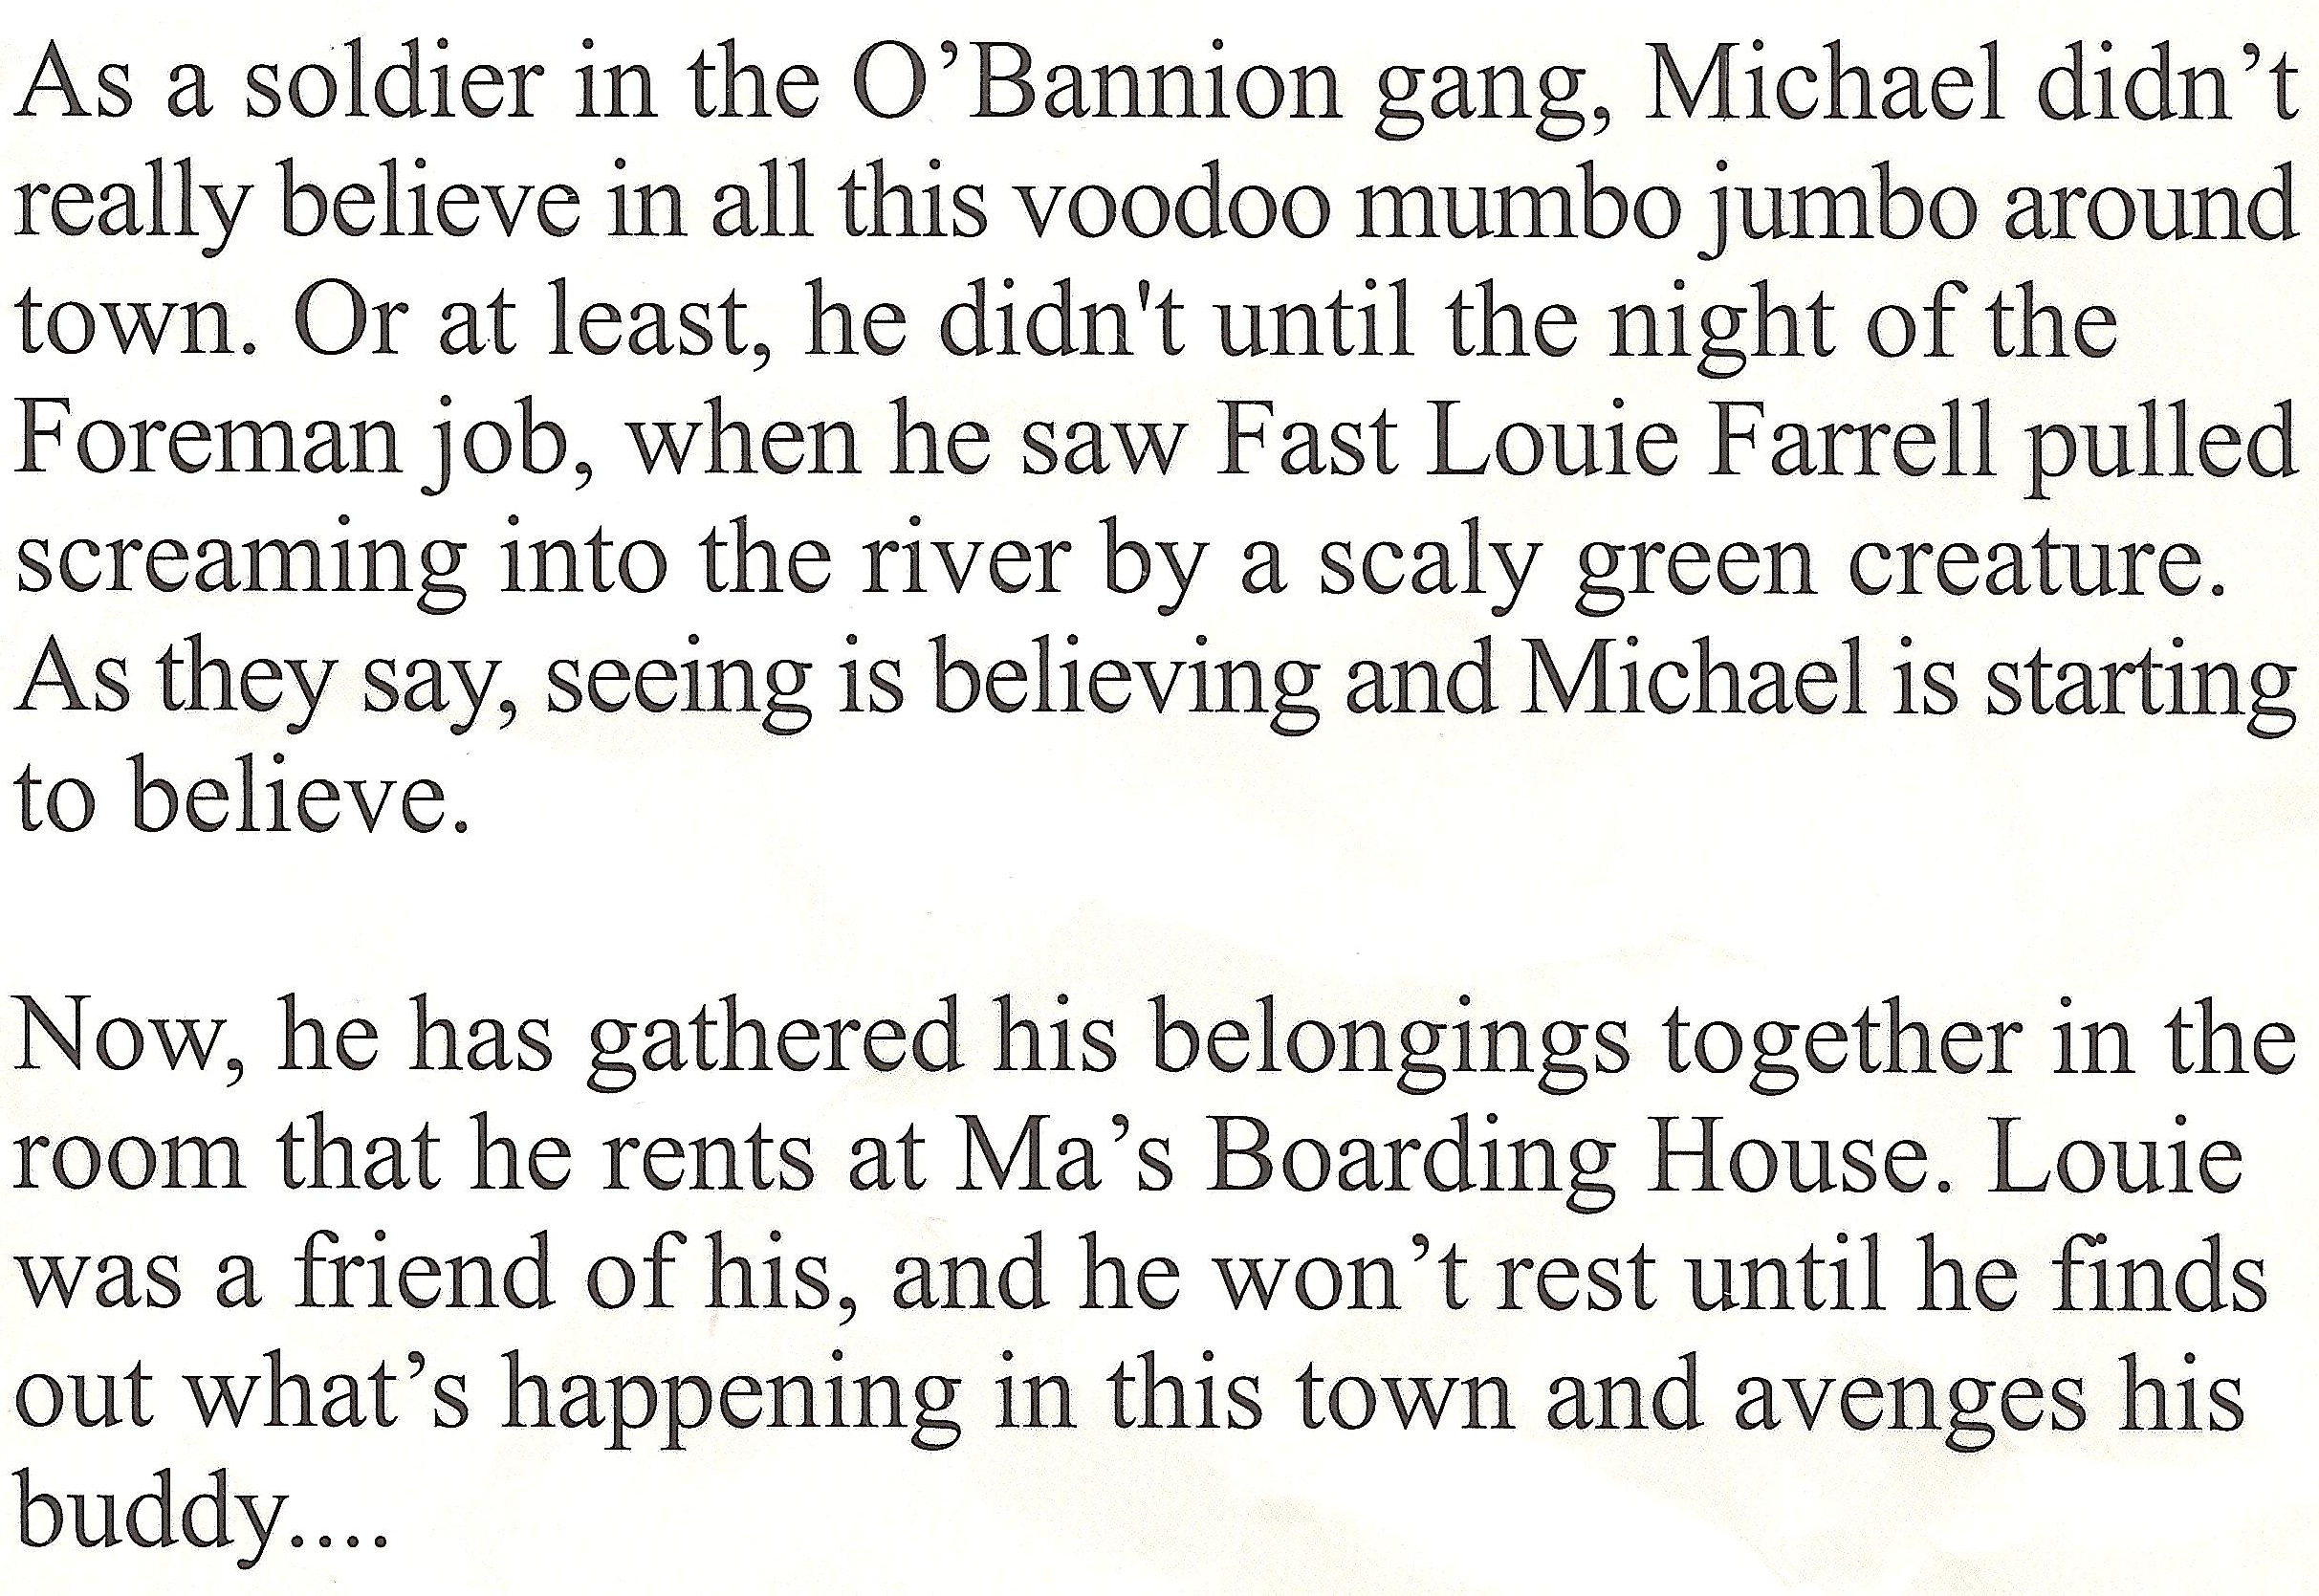 As a soldier in the O’Bannion gang, Michael didn’t
really believe in all this voodoo mumbo jumbo around
town. Or at least, he didn't until the night of the
Foreman job, when he saw Fast Louie Farrell pulled
screaming into the river by a scaly green creature.
As they say, seeing is believing and Michael is starting
to believe.
Now, he has gathered his belongings together in the
room that he rents at Ma’s Boarding House. Louie
was a friend of his, and he won’t rest until he finds
out what’s happening in this town and avenges his
buddy....